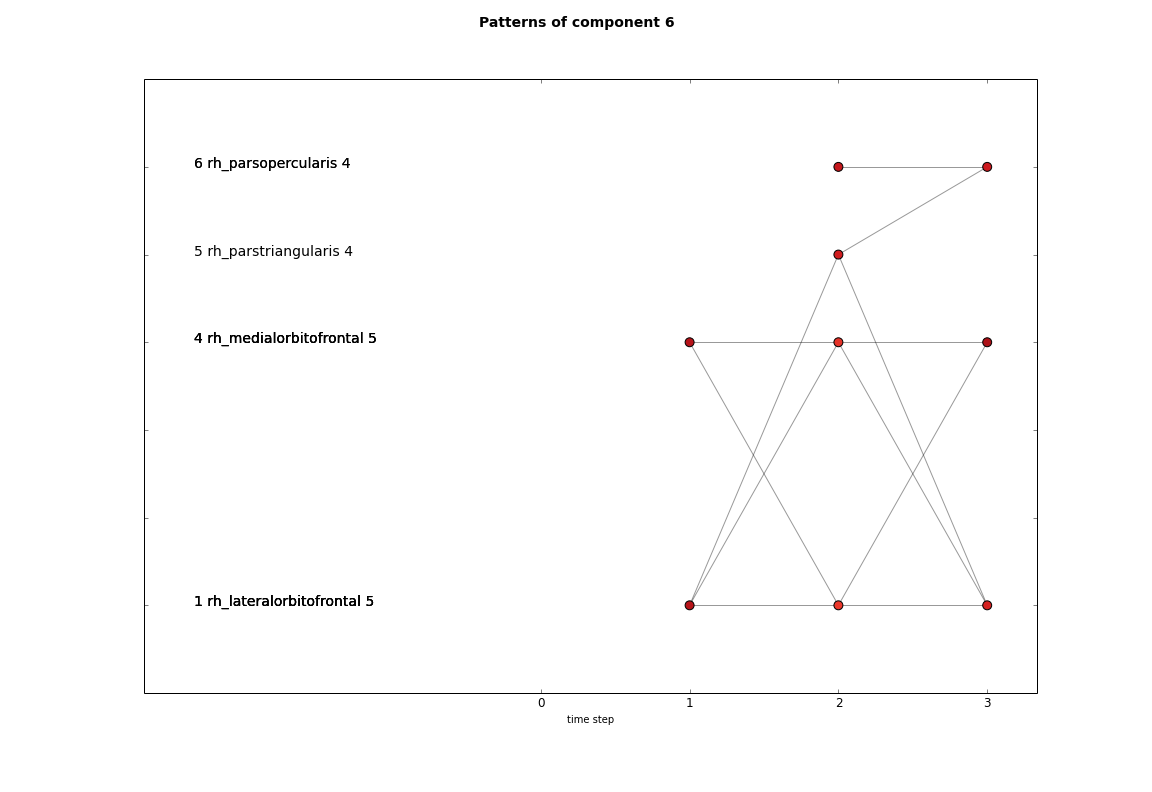 Patterns of component 6
6 rh_parsopercularis 4
5 rh_parstriangularis 4
4 rh_medialorbitofrontal 5
1 rh_lateralorbitofrontal 5
0 1 2 3
time step